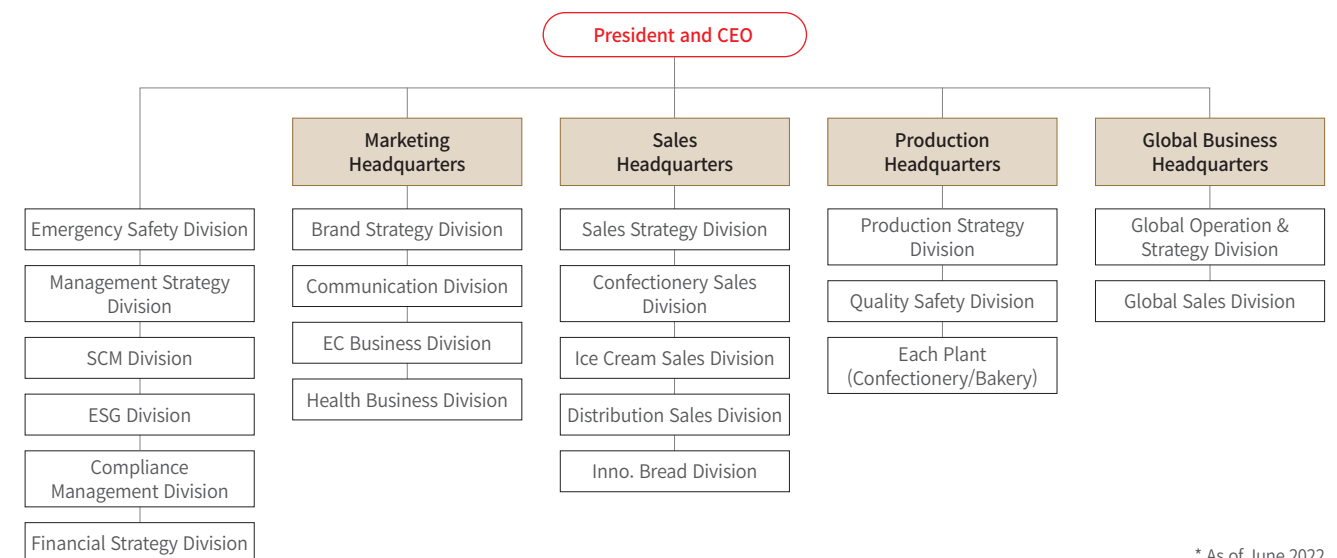 President and CEO
Marketing
Headquarters
Sales
Headquarters
Production
Headquarters
Global Business
Headquarters
Emergency Safety Division
Management Strategy
Division
SCM Division
ESG Division
Compliance
Management Division
Financial Strategy Division
Brand Strategy Division
Communication Division
EC Business Division
Health Business Division
Sales Strategy Division
Confectionery Sales
Division
Ice Cream Sales Division
Distribution Sales Division
Inno. Bread Division
Production Strategy
Division
Quality Safety Division
Each Plant
(Confectionery/Bakery)
Global Operation &
Strategy Division
Global Sales Division
* As of June 2022